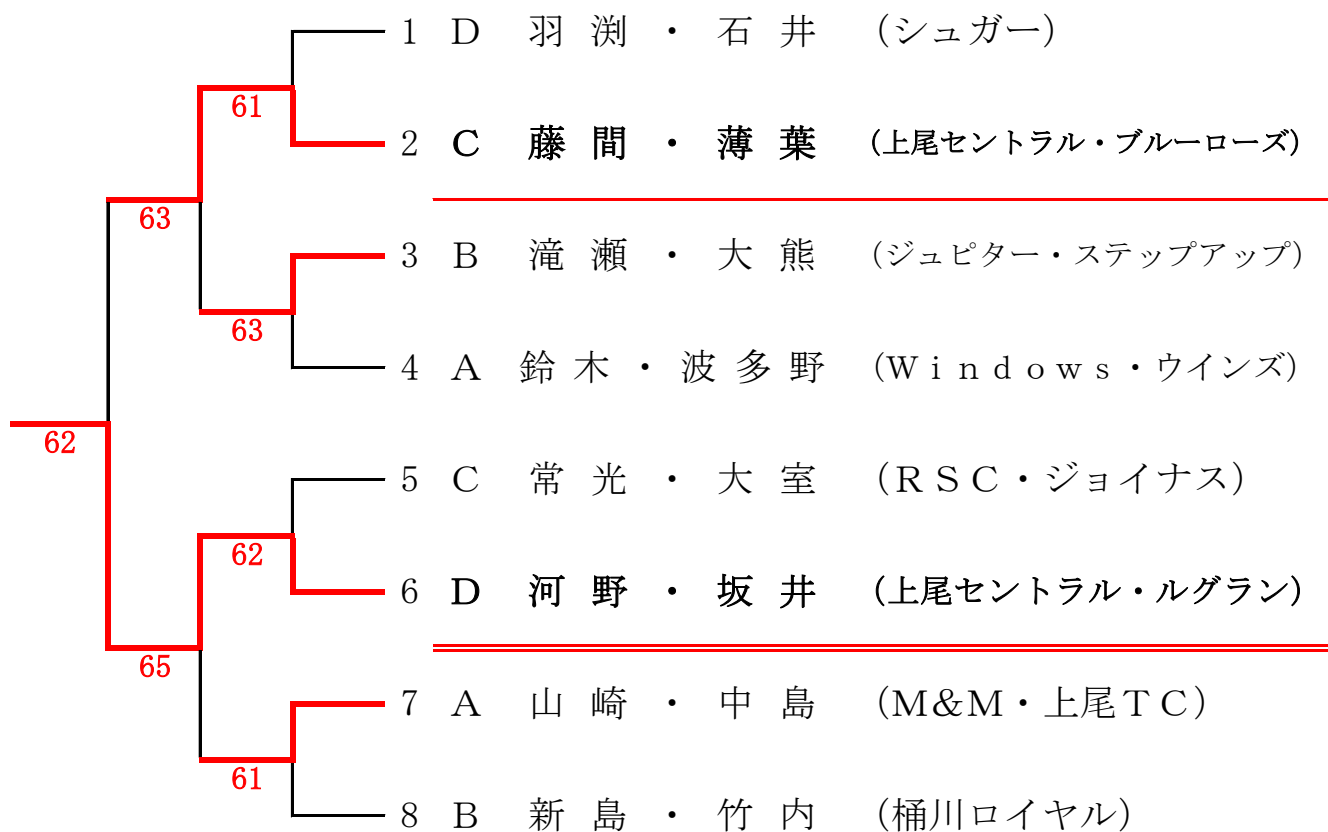 1 D 羽渕・石井 (シュガー)
61
2 C 藤間・薄葉 (上尾セントラル・ブルーローズ)
63
3 B 滝瀬・大熊 (ジュピター・ステップアップ)
63
4 A 鈴木・波多野 (Windows・ウインズ)
62
5 C 常光・大室 (RSC・ジョイナス)
62
6 D 河野・坂井 (上尾セントラル・ルグラン)
65
7 A 山崎・中島 (M&M・上尾TC)
61
8 B 新島・竹内 (桶川ロイヤル)